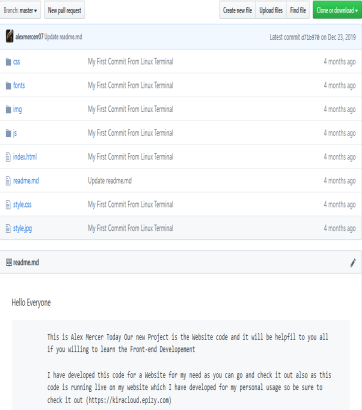 Branch: master New pull request Create new file Upload files Find file Clone or download
alexmercer07 Update readme.md Latest commit d71b970 on Dec 23, 2019
css My First Commit From Linux Terminal 4 months ago
fonts My First Commit From Linux Terminal 4 months ago
img My First Commit From Linux Terminal 4 months ago
js My First Commit From Linux Terminal 4 months ago
index.html My First Commit From Linux Terminal 4 months ago
readme.md Update readme.md 4 months ago
style.css My First Commit From Linux Terminal 4 months ago
style.jpg My First Commit From Linux Terminal 4 months ago
readme.md
Hello Everyone
This is Alex Mercer Today Our new Project is the Website code and it will be helpfil to you all
if you willing to learn the Front-end Developement
I have developed this code for a Website for my need as you can go and check it out also as this
code is running live on my website which I have developed for my personal usage so be sure to
check it out (https://kiracloud.epizy.com)